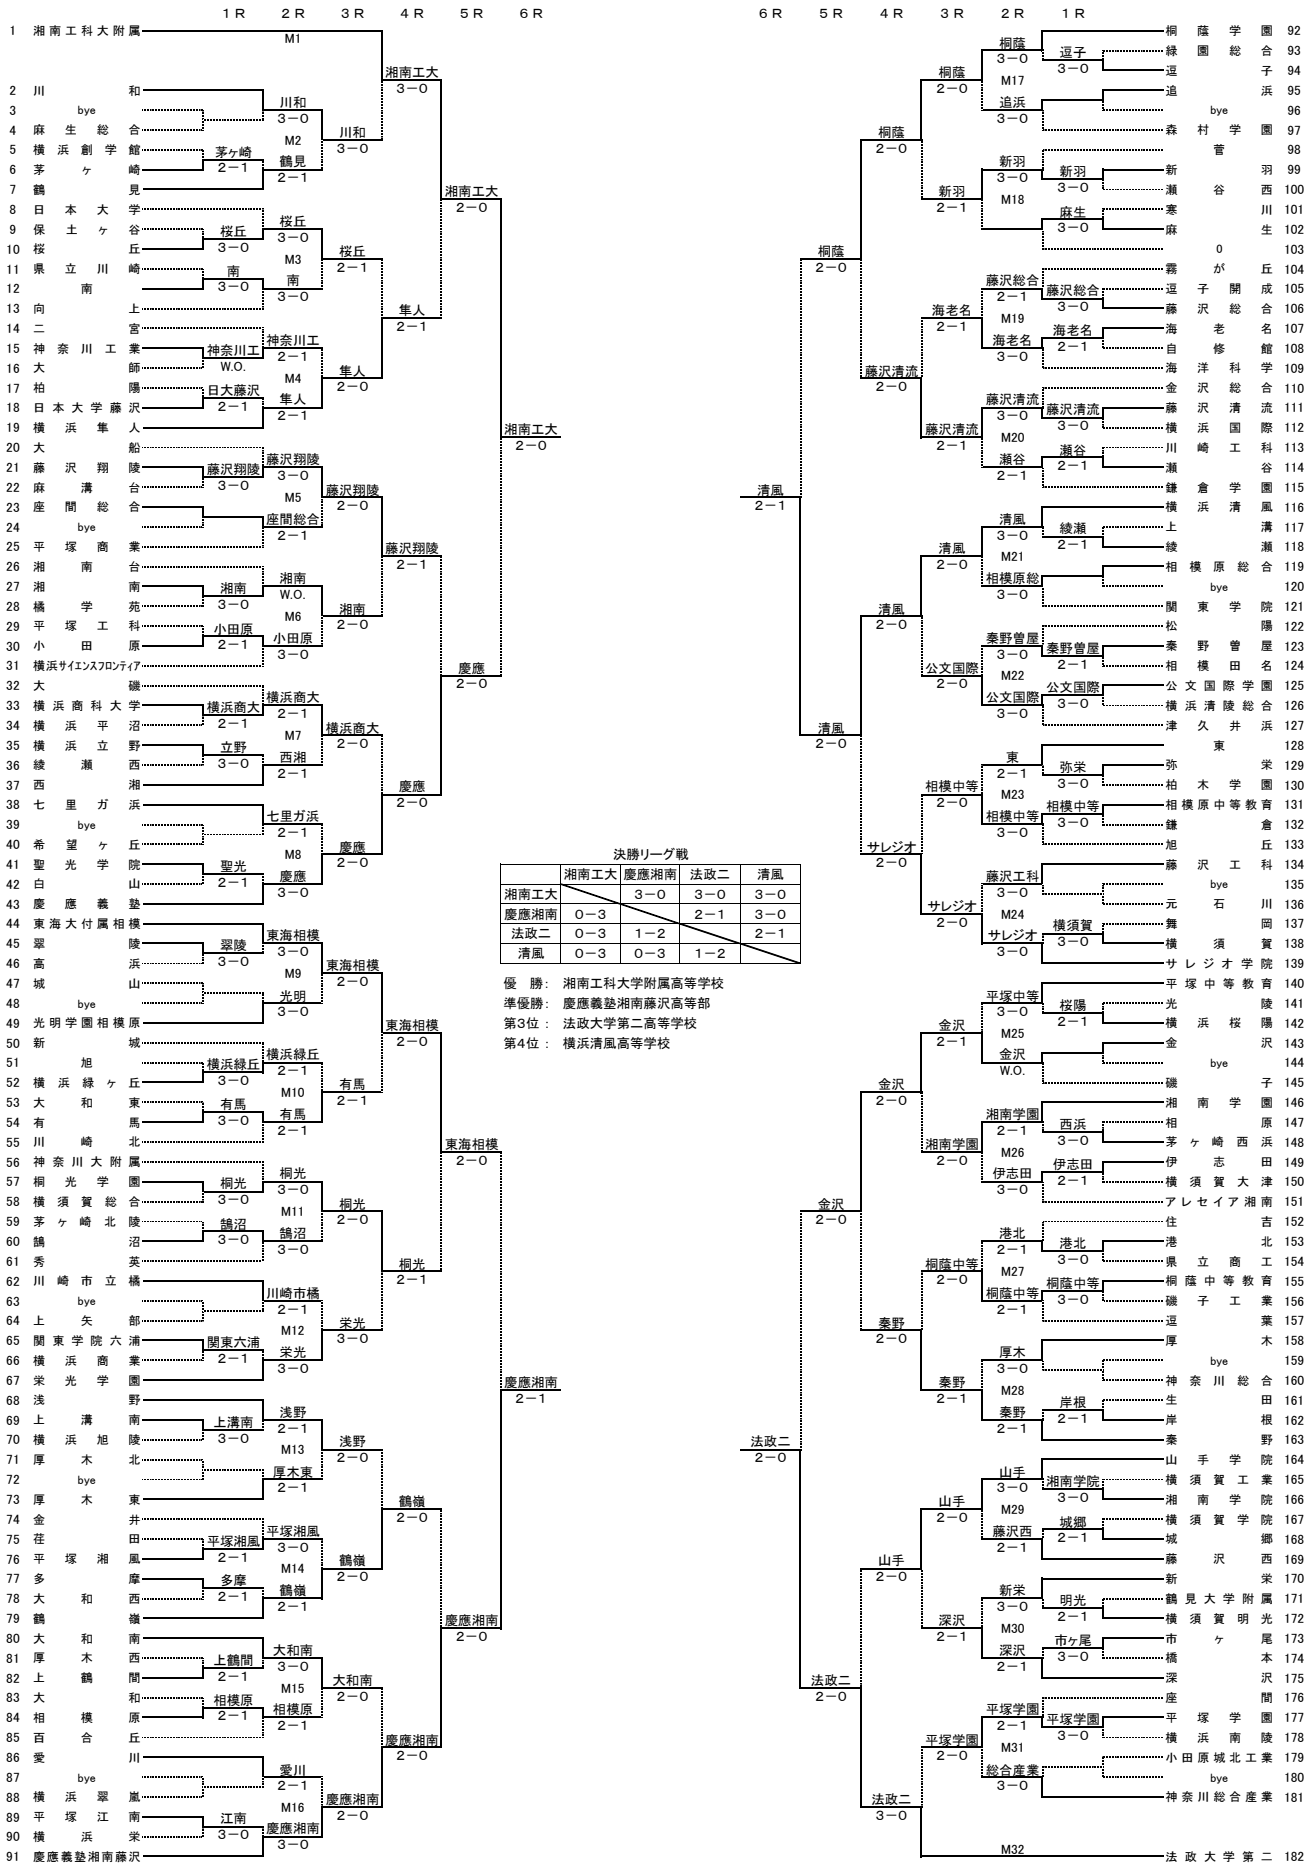 1R 2R 3R 4R 5R 6R
1 湘南工科大附属
2 川和
3 bye
4 麻生総合
5 横浜創学館
6 茅ヶ崎
7 鶴見
8 日本大学
9 保土ヶ谷
10 桜丘
11 県立川崎
12 南
13 向上
14 二宮
15 神奈川工業
16 大師
17 柏陽
18 日本大学藤沢
19 横浜隼人
20 大船
21 藤沢翔陵
22 麻溝台
23 座間総合
24 bye
25 平塚商業
26 湘南台
27 湘南
28 橘学苑
29 平塚工科
30 小田原
31 横浜サイエンスフロンティア
32 大磯
33 横浜商科大学
34 横浜平沼
35 横浜立野
36 綾瀬西
37 西湘
38 七里ガ浜
39 bye
40 希望ヶ丘
41 聖光学院
42 白山
43 慶應義塾
44 東海大付属相模
45 翠陵
46 高浜
47 城山
48 bye
49 光明学園相模原
50 新城
51 旭
52 横浜緑ヶ丘
53 大和東
54 有馬
55 川崎北
56 神奈川大附属
57 桐光学園
58 横須賀総合
59 茅ヶ崎北陵
60 鵠沼
61 秀英
62 川崎市立橘
63 bye
64 上矢部
65 関東学院六浦
66 横浜商業
67 栄光学園
68 浅野
69 上溝南
70 横浜旭陵
71 厚木北
72 bye
73 厚木東
74 金井
75 荏田
76 平塚湘風
77 多摩
78 大和西
79 鶴嶺
80 大和南
81 厚木西
82 上鶴間
83 大和
84 相模原
85 百合丘
86 愛川
87 bye
88 横浜翠嵐
89 平塚江南
90 横浜栄
91 慶應義塾湘南藤沢
茅ヶ崎 2-1
桜丘 3-0
南 3-0
神奈川工 W.O.
日大藤沢 2-1
藤沢翔陵 3-0
湘南 3-0
小田原 2-1
横浜商大 2-1
立野 3-0
聖光 2-1
翠陵 3-0
横浜緑丘 3-0
有馬 3-0
桐光 3-0
鵠沼 3-0
関東六浦 2-1
上溝南 3-0
平塚湘風 2-1
多摩 2-1
上鶴間 2-1
相模原 2-1
江南 3-0
M1
川和 3-0
M2
鶴見 2-1
桜丘 3-0
M3
南 3-0
神奈川工 2-1
M4
隼人 2-1
藤沢翔陵 3-0
M5
座間総合 2-1
湘南 W.O.
M6
小田原 3-0
横浜商大 2-1
M7
西湘 2-1
七里ガ浜 2-1
M8
慶應 3-0
東海相模 3-0
M9
光明 3-0
横浜緑丘 2-1
M10
有馬 2-1
桐光 3-0
M11
鵠沼 3-0
川崎市橘 2-1
M12
栄光 3-0
浅野 2-1
M13
厚木東 2-1
平塚湘風 3-0
M14
鶴嶺 2-1
大和南 3-0
M15
相模原 2-1
愛川 2-1
M16
慶應湘南 3-0
川和 3-0
桜丘 2-1
隼人 2-0
藤沢翔陵 2-0
湘南 2-0
横浜商大 2-0
慶應 2-0
東海相模 2-0
有馬 2-1
桐光 2-0
栄光 3-0
浅野 2-0
鶴嶺 2-0
大和南 2-0
慶應湘南 2-0
湘南工大 3-0
隼人 2-1
藤沢翔陵 2-1
慶應 2-0
東海相模 2-0
桐光 2-1
鶴嶺 2-0
慶應湘南 2-0
湘南工大 2-0
慶應 2-0
東海相模 2-0
慶應湘南 2-0
湘南工大 2-0
慶應湘南 2-1
決勝リーグ戦
湘南工大 慶應湘南 法政二 清風
湘南工大 3-0 3-0 3-0
慶應湘南 0-3 2-1 3-0
法政二 0-3 1-2 2-1
清風 0-3 0-3 1-2
優 勝: 湘南工科大学附属高等学校
準優勝: 慶應義塾湘南藤沢高等部
第3位: 法政大学第二高等学校
第4位: 横浜清風高等学校
6R 5R 4R 3R 2R 1R
清風 2-1
法政二 2-0
桐蔭 2-0
清風 2-0
金沢 2-0
法政二 2-0
桐蔭 2-0
藤沢清流 2-0
清風 2-0
サレジオ 2-0
金沢 2-0
秦野 2-0
山手 2-0
法政二 3-0
桐蔭 2-0
新羽 2-1
海老名 2-1
藤沢清流 2-1
清風 2-0
公文国際 2-0
相模中等 2-0
サレジオ 2-0
金沢 2-1
湘南学園 2-0
桐蔭中等 2-0
秦野 2-1
山手 2-0
深沢 2-1
平塚学園 2-0
桐蔭 3-0
M17
追浜 3-0
新羽 3-0
M18
藤沢総合 2-1
M19
海老名 3-0
藤沢清流 3-0
M20
瀬谷 2-1
清風 3-0
M21
相模原総 3-0
秦野曽屋 3-0
M22
公文国際 3-0
東 2-1
M23
相模中等 3-0
藤沢工科 3-0
M24
サレジオ 3-0
平塚中等 3-0
M25
金沢 W.O.
湘南学園 2-1
M26
伊志田 3-0
港北 2-1
M27
桐蔭中等 2-1
厚木 3-0
M28
秦野 2-1
山手 3-0
M29
藤沢西 2-1
新栄 3-0
M30
深沢 2-1
平塚学園 2-1
M31
総合産業 3-0
M32
逗子 3-0
新羽 3-0
麻生 3-0
藤沢総合 3-0
海老名 2-1
藤沢清流 3-0
瀬谷 2-1
綾瀬 2-1
秦野曽屋 2-1
公文国際 3-0
弥栄 3-0
相模中等 3-0
横須賀 3-0
桜陽 2-1
西浜 3-0
伊志田 2-1
港北 3-0
桐蔭中等 3-0
岸根 2-1
湘南学院 3-0
城郷 2-1
明光 2-1
市ヶ尾 3-0
平塚学園 3-0
桐蔭学園 92
緑園総合 93
逗子 94
追浜 95
bye 96
森村学園 97
菅 98
新羽 99
瀬谷西 100
寒川 101
麻生 102
0 103
霧が丘 104
逗子開成 105
藤沢総合 106
海老名 107
自修館 108
海洋科学 109
金沢総合 110
藤沢清流 111
横浜国際 112
川崎工科 113
瀬谷 114
鎌倉学園 115
横浜清風 116
上溝 117
綾瀬 118
相模原総合 119
bye 120
関東学院 121
松陽 122
秦野曽屋 123
相模田名 124
公文国際学園 125
横浜清陵総合 126
津久井浜 127
東 128
弥栄 129
柏木学園 130
相模原中等教育 131
鎌倉 132
旭丘 133
藤沢工科 134
bye 135
元石川 136
舞岡 137
横須賀 138
サレジオ学院 139
平塚中等教育 140
光陵 141
横浜桜陽 142
金沢 143
bye 144
磯子 145
湘南学園 146
相原 147
茅ヶ崎西浜 148
伊志田 149
横須賀大津 150
アレセイア湘南 151
住吉 152
港北 153
県立商工 154
桐蔭中等教育 155
磯子工業 156
逗葉 157
厚木 158
bye 159
神奈川総合 160
生田 161
岸根 162
秦野 163
山手学院 164
横須賀工業 165
湘南学院 166
横須賀学院 167
城郷 168
藤沢西 169
新栄 170
鶴見大学附属 171
横須賀明光 172
市ヶ尾 173
橋本 174
深沢 175
座間 176
平塚学園 177
横浜南陵 178
小田原城北工業 179
bye 180
神奈川総合産業 181
法政大学第二 182